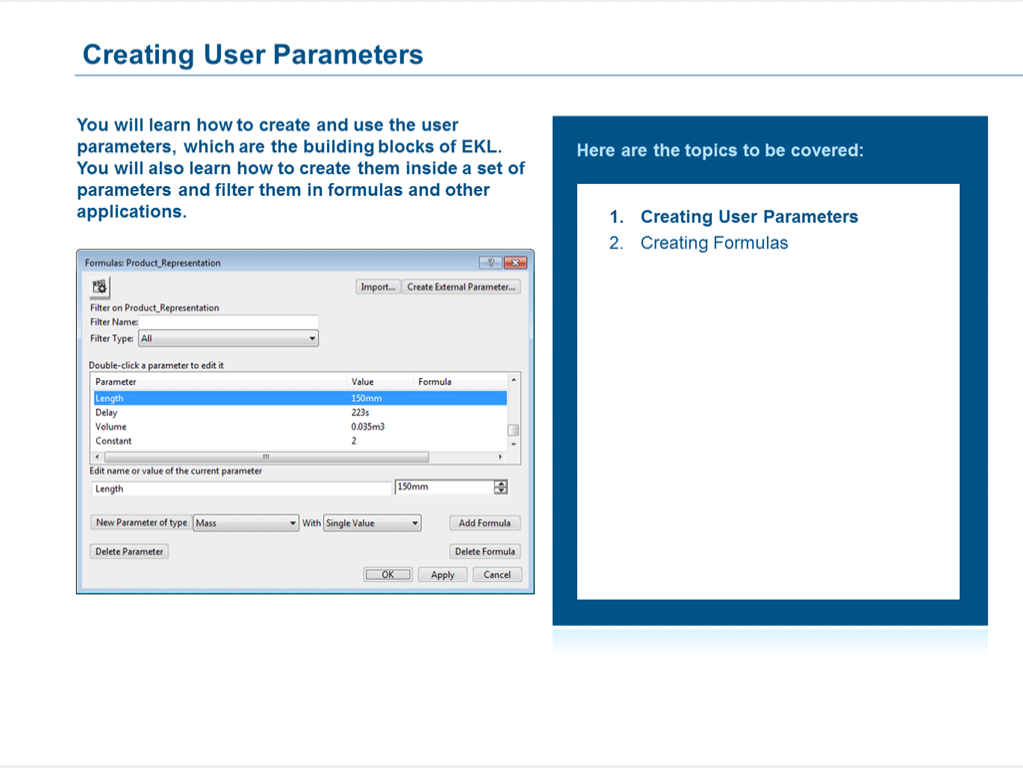 Creating User Parameters
You will learn how to create and use the user
parameters, which are the building blocks of EKL.
You will also learn how to create them inside a set of
parameters and filter them in formulas and other
applications.
Here are the topics to be covered:
1. Creating User Parameters
2. Creating Formulas
Formulas: Product_Representation
Import... Create External Parameter...
Filter on Product_Representation
Filter Name:
Filter Type: All
Double-click a parameter to edit it
Parameter Value Formula
Length 150mm
Delay 223s
Volume 0.035m3
Constant 2
Edit name or value of the current parameter
Length 150mm
New Parameter of type Mass With Single Value Add Formula
Delete Parameter Delete Formula
OK Apply Cancel